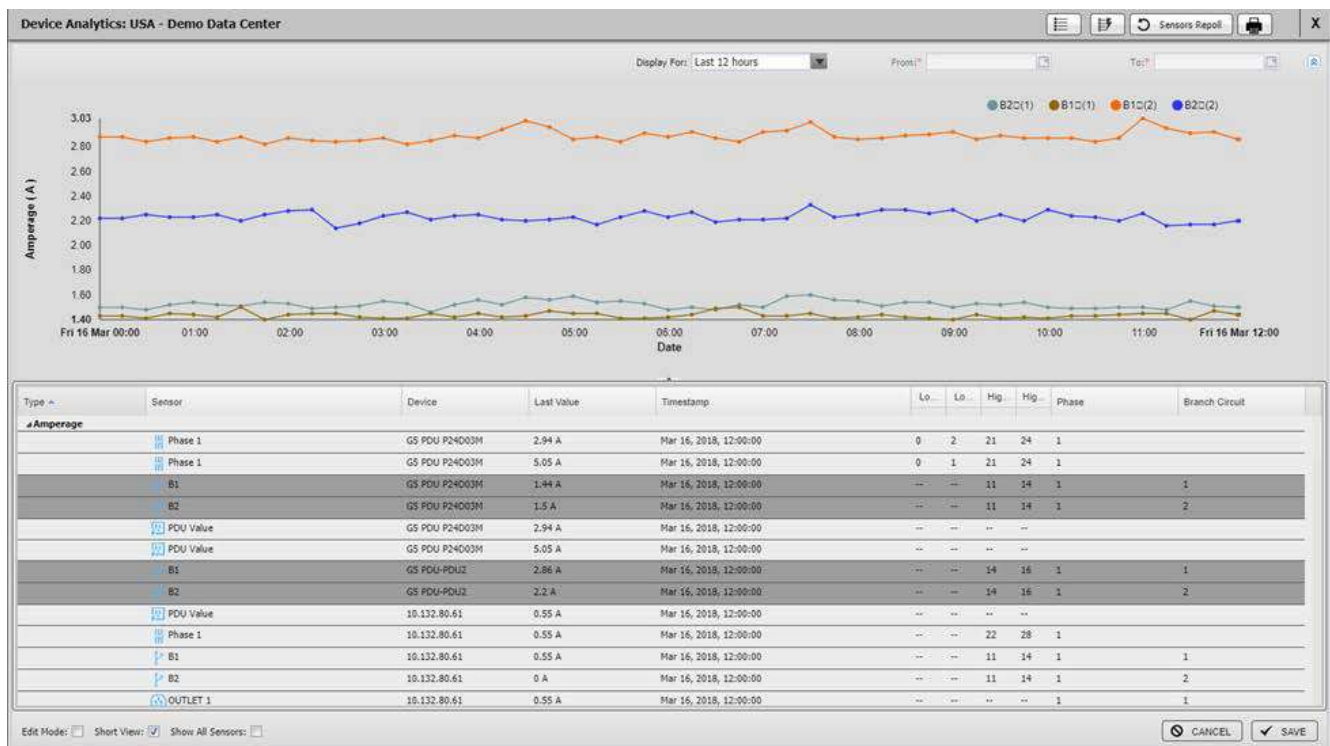 Device Analytics: USA - Demo Data Center
Sensors Repoll
X
Display For: Last 12 hours
From:*
To:*
B2□(1) B1□(1) B1□(2) B2□(2)
3.03
2.80
2.60
2.40
2.20
2.00
1.80
1.60
1.40
Amperage ( A )
Fri 16 Mar 00:00 01:00 02:00 03:00 04:00 05:00 06:00 07:00 08:00 09:00 10:00 11:00 Fri 16 Mar 12:00
Date
Type Sensor Device Last Value Timestamp Lo... Lo... Hig... Hig... Phase Branch Circuit
Amperage
Phase 1 G5 PDU P24D03M 2.94 A Mar 16, 2018, 12:00:00 0 2 21 24 1
Phase 1 G5 PDU P24D03M 5.05 A Mar 16, 2018, 12:00:00 0 1 21 24 1
B1 G5 PDU P24D03M 1.44 A Mar 16, 2018, 12:00:00 -- -- 11 14 1 1
B2 G5 PDU P24D03M 1.5 A Mar 16, 2018, 12:00:00 -- -- 11 14 1 2
PDU Value G5 PDU P24D03M 2.94 A Mar 16, 2018, 12:00:00 -- -- -- --
PDU Value G5 PDU P24D03M 5.05 A Mar 16, 2018, 12:00:00 -- -- -- --
B1 G5 PDU-PDU2 2.86 A Mar 16, 2018, 12:00:00 -- -- 14 16 1 1
B2 G5 PDU-PDU2 2.2 A Mar 16, 2018, 12:00:00 -- -- 14 16 1 2
PDU Value 10.132.80.61 0.55 A Mar 16, 2018, 12:00:00 -- -- -- --
Phase 1 10.132.80.61 0.55 A Mar 16, 2018, 12:00:00 -- -- 22 28 1
B1 10.132.80.61 0.55 A Mar 16, 2018, 12:00:00 -- -- 11 14 1 1
B2 10.132.80.61 0 A Mar 16, 2018, 12:00:00 -- -- 11 14 1 2
OUTLET 1 10.132.80.61 0.55 A Mar 16, 2018, 12:00:00 -- -- -- -- 1 1
Edit Mode: Short View: Show All Sensors: CANCEL SAVE